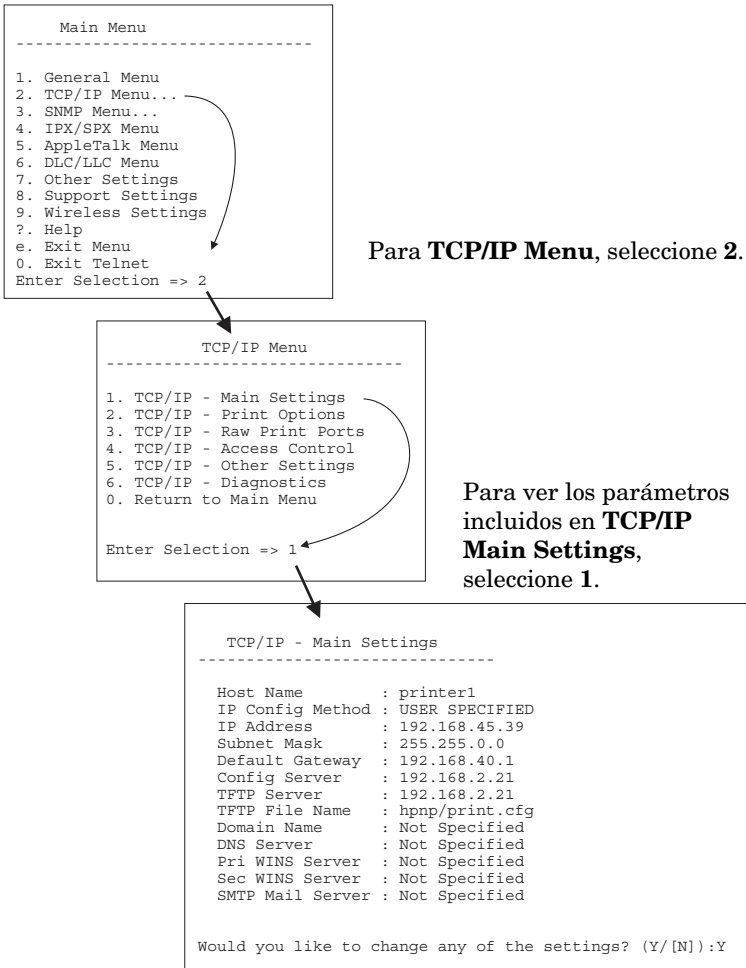 Main Menu
--------------------------------
1. General Menu
2. TCP/IP Menu...
3. SNMP Menu...
4. IPX/SPX Menu
5. AppleTalk Menu
6. DLC/LLC Menu
7. Other Settings
8. Support Settings
9. Wireless Settings
?. Help
e. Exit Menu
0. Exit Telnet
Enter Selection => 2
Para TCP/IP Menu, seleccione 2.
TCP/IP Menu
--------------------------------
1. TCP/IP - Main Settings
2. TCP/IP - Print Options
3. TCP/IP - Raw Print Ports
4. TCP/IP - Access Control
5. TCP/IP - Other Settings
6. TCP/IP - Diagnostics
0. Return to Main Menu
Enter Selection => 1
Para ver los parámetros
incluidos en TCP/IP
Main Settings,
seleccione 1.
TCP/IP - Main Settings
--------------------------------
Host Name : printer1
IP Config Method : USER SPECIFIED
IP Address : 192.168.45.39
Subnet Mask : 255.255.0.0
Default Gateway : 192.168.40.1
Config Server : 192.168.2.21
TFTP Server : 192.168.2.21
TFTP File Name : hpnp/print.cfg
Domain Name : Not Specified
DNS Server : Not Specified
Pri WINS Server : Not Specified
Sec WINS Server : Not Specified
SMTP Mail Server : Not Specified
Would you like to change any of the settings? (Y/[N]):Y